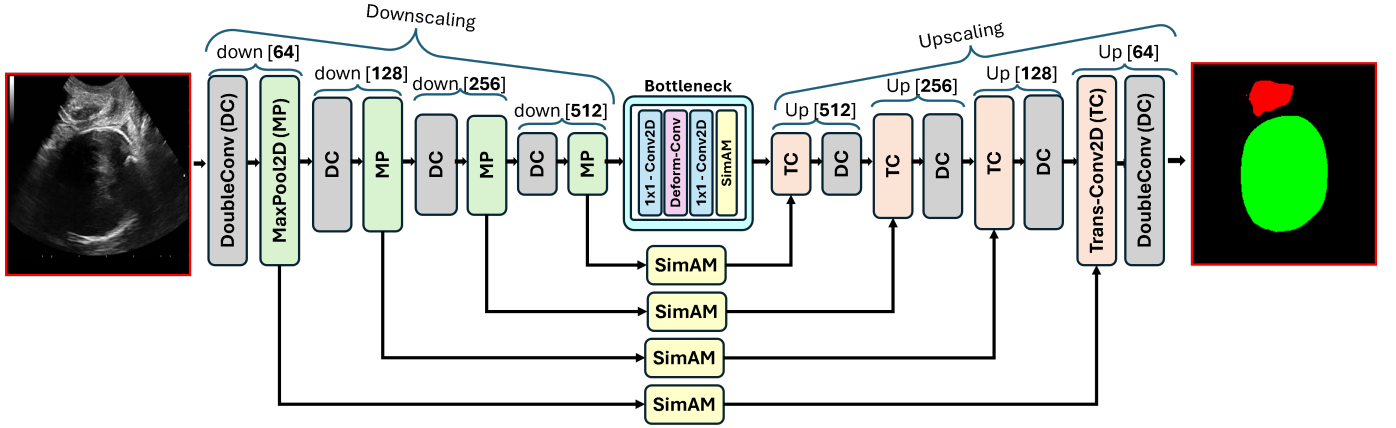 Downscaling
Upscaling
down [64]
down [128]
down [256]
down [512]
Bottleneck
Up [512]
Up [256]
Up [128]
Up [64]
DoubleConv (DC)
MaxPool2D (MP)
DC
MP
DC
MP
DC
MP
1x1 - Conv2D
Deform-Conv
1x1 - Conv2D
SimAM
TC
DC
TC
DC
TC
DC
Trans-Conv2D (TC)
DoubleConv (DC)
SimAM
SimAM
SimAM
SimAM